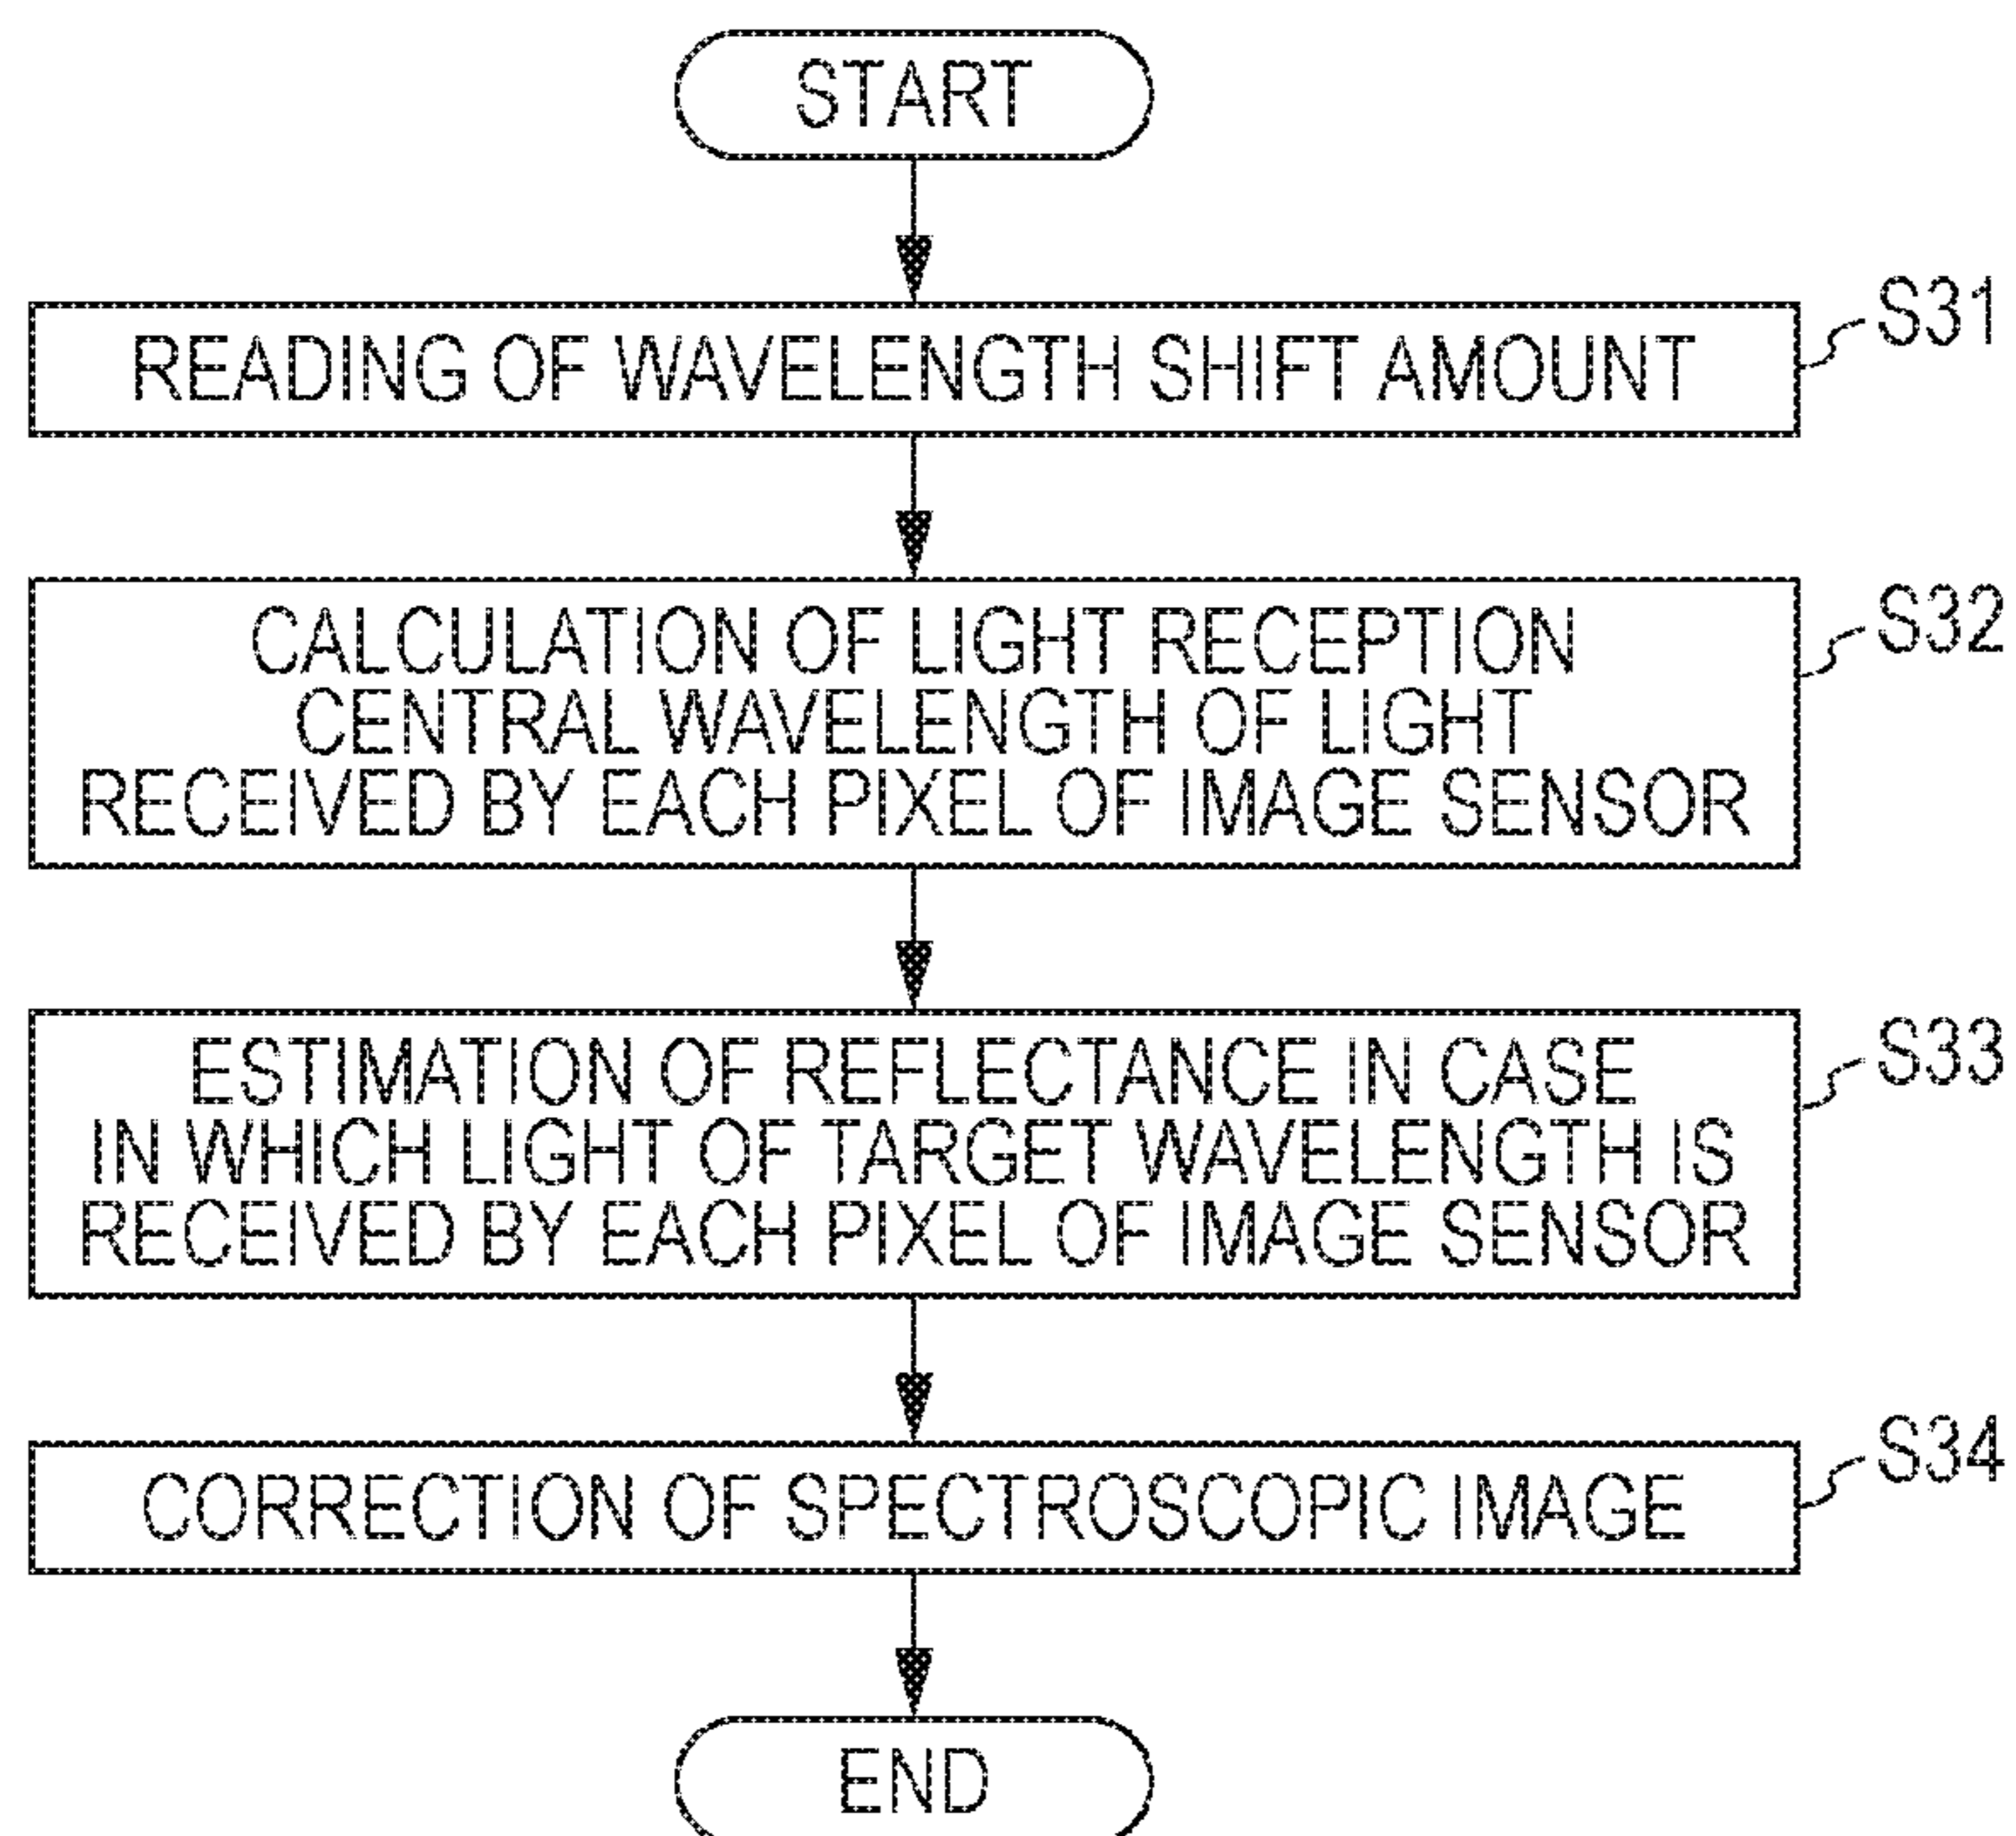 START
READING OF WAVELENGTH SHIFT AMOUNT
S31
CALCULATION OF LIGHT RECEPTION
CENTRAL WAVELENGTH OF LIGHT
RECEIVED BY EACH PIXEL OF IMAGE SENSOR
S32
ESTIMATION OF REFLECTANCE IN CASE
IN WHICH LIGHT OF TARGET WAVELENGTH IS
RECEIVED BY EACH PIXEL OF IMAGE SENSOR
S33
CORRECTION OF SPECTROSCOPIC IMAGE
S34
END